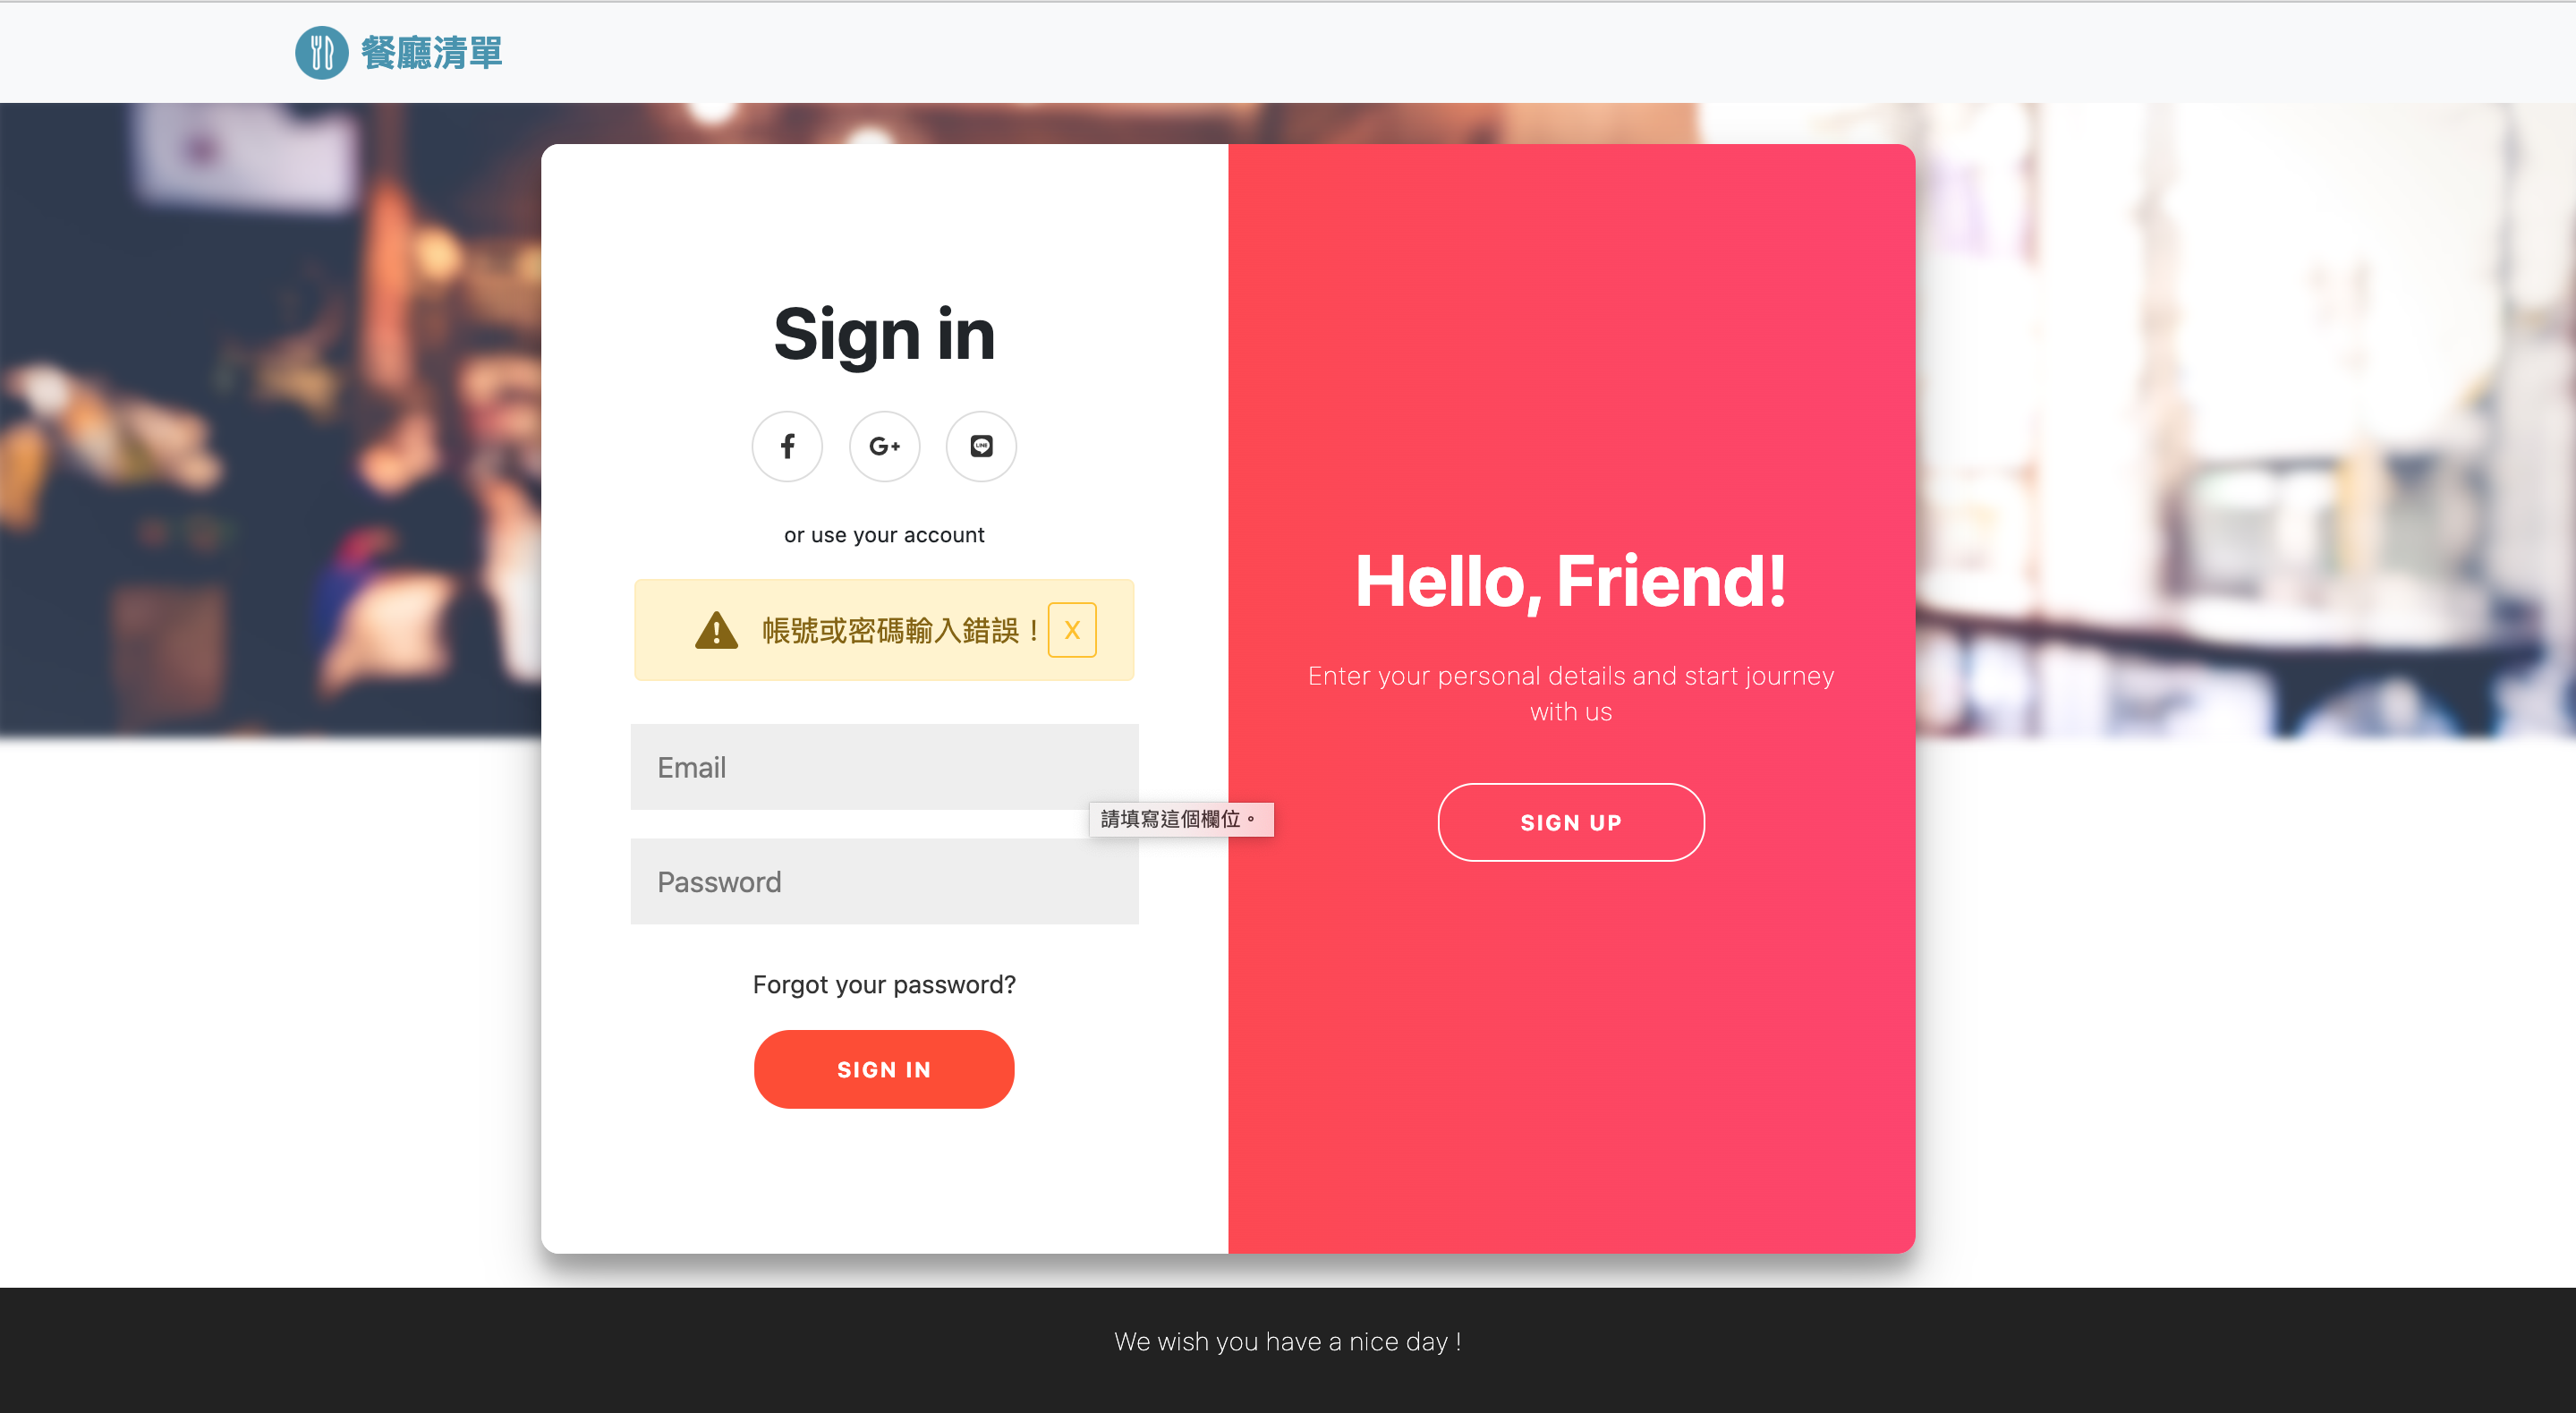 餐廳清單
Sign in
G+
LINE
or use your account
帳號或密碼輸入錯誤！ X
Email
請填寫這個欄位。
Password
Forgot your password?
SIGN IN
Hello, Friend!
Enter your personal details and start journey
with us
SIGN UP
We wish you have a nice day !